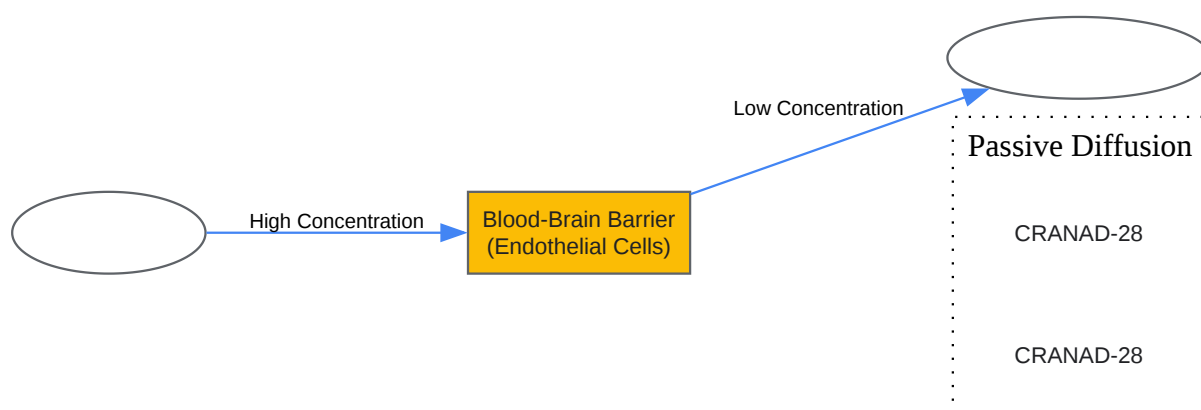 Low Concentration
Passive Diffusion
High Concentration
Blood-Brain Barrier
(Endothelial Cells)
CRANAD-28
CRANAD-28